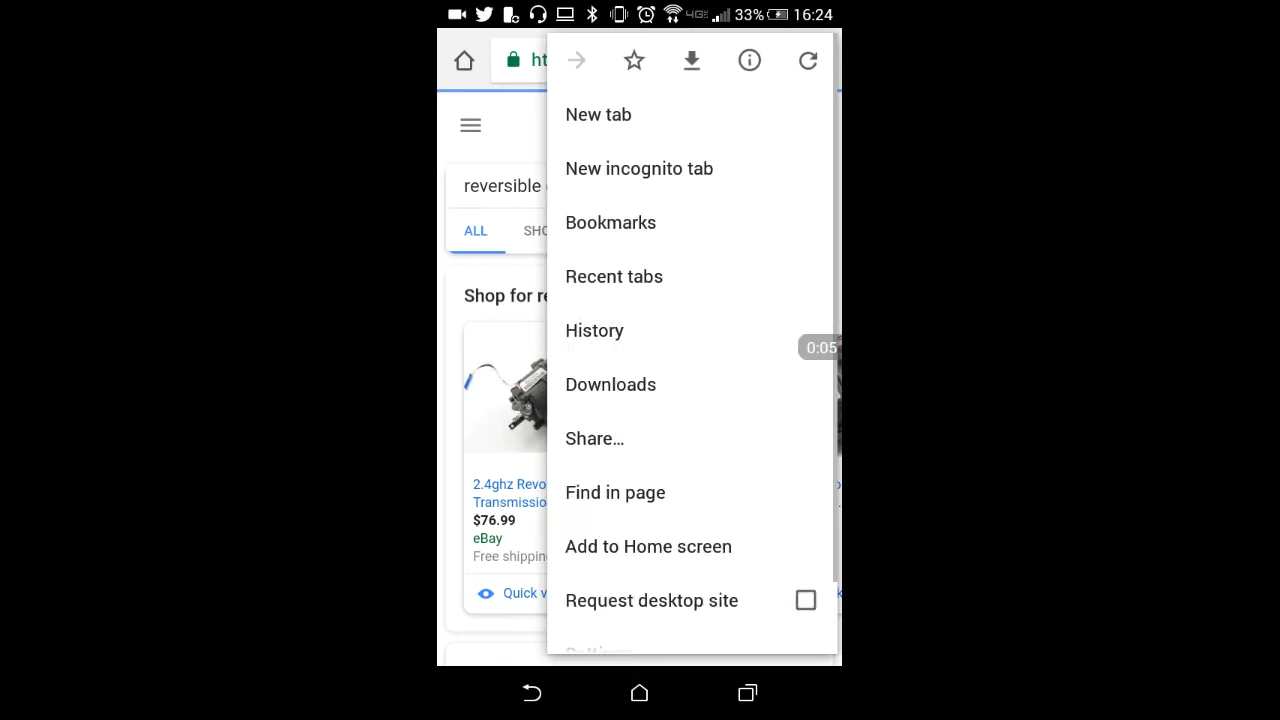 4G 33% 16:24
ht
New tab
New incognito tab
Bookmarks
Recent tabs
History
Downloads
Share...
Find in page
Add to Home screen
Request desktop site
reversible
ALL SHO
Shop for re
0:05
2.4ghz Revo
Transmissio
$76.99
eBay
Free shippin
Quick v